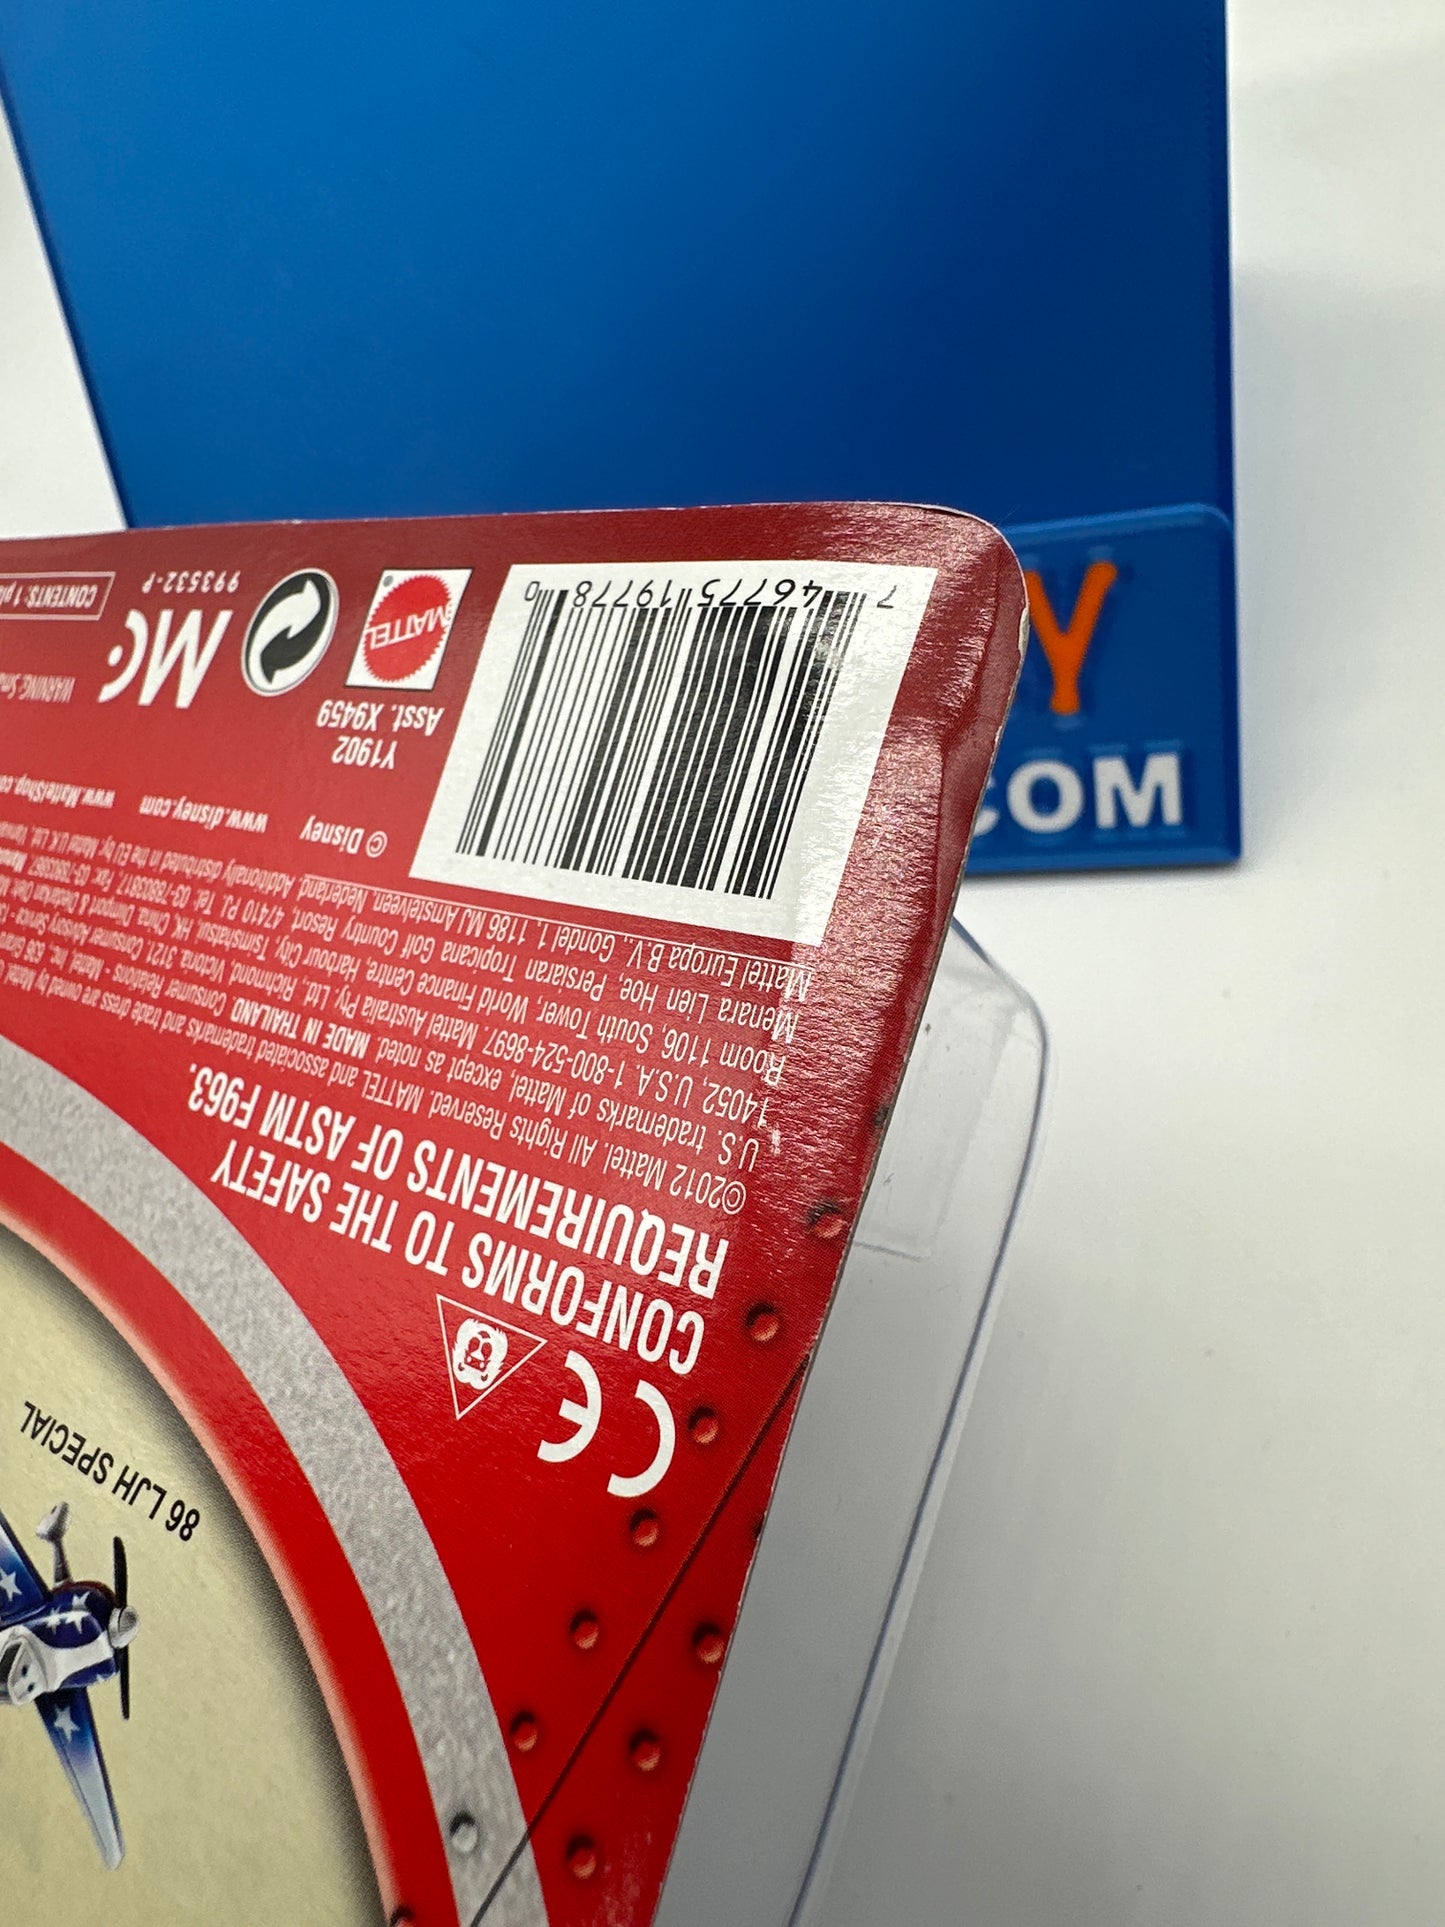 86 LJH SPECIAL
CE CONFORMS TO THE SAFETY
REQUIREMENTS OF ASTM F963.
©2012 Mattel. All Rights Reserved. MATTEL and associated trademarks and trade dress are owned by Mattel
U.S. trademarks of Mattel, except as noted. MADE IN THAILAND. Consumer Relations - Mattel, Inc. 636 Girard
14052, U.S.A. 1-800-524-8697. Mattel Australia Pty. Ltd., Richmond, Victoria. 3121. Consumer Advisory Service
Room 1106, South Tower, World Finance Centre, Harbour City, Tsimshatsui, HK, China. Diimport
Menara Lien Hoe, Persiaran Tropicana Golf Country Resort, 47410 PJ. Tel: 03-78803817, Fax: 03-78803867.
Mattel Europa B.V., Gondel 1, 1186 MJ Amstelveen, Nederland. Additionally distributed in the EU by Mattel U.K. Ltd.,
© Disney www.disney.com www.MattelShop.co
Y1902
Asst. X9459
MATTEL
MC
993532-P
WARNING:
CONTENTS: 1
7 46775 19778 0
Y
COM